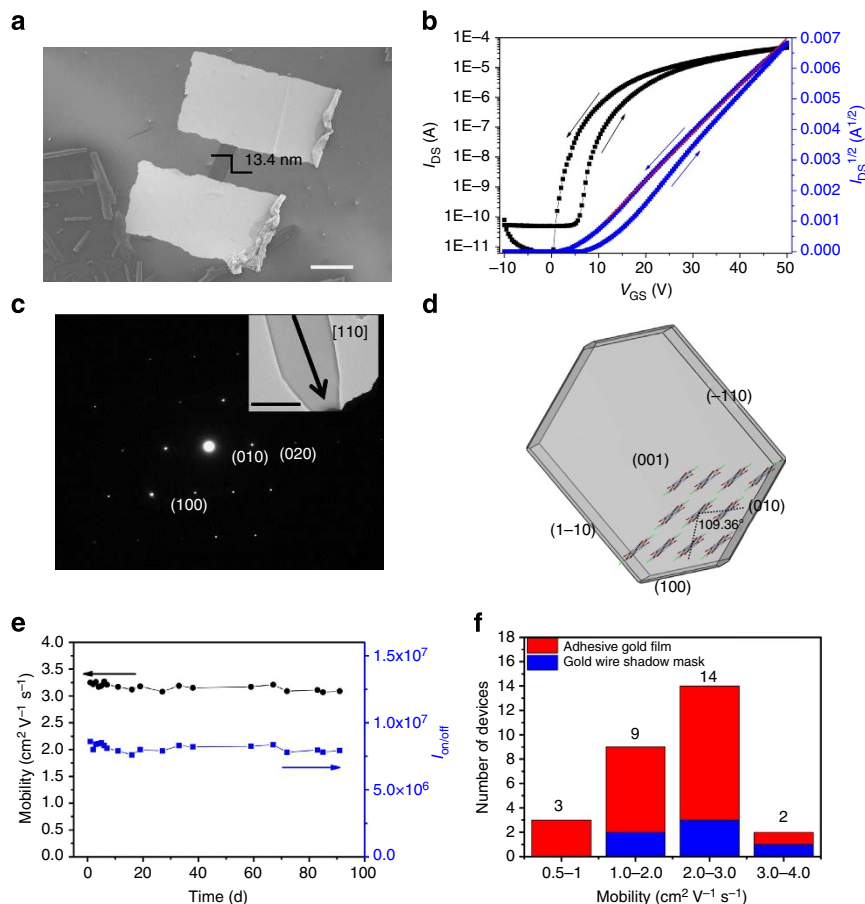 a
13.4 nm
b
1E–4
1E–5
1E–6
1E–7
1E–8
1E–9
1E–10
1E–11
IDS (A)
0.007
0.006
0.005
0.004
0.003
0.002
0.001
0.000
IDS1/2 (A1/2)
–10 0 10 20 30 40 50
VGS (V)
c
[110]
(010) (020)
(100)
d
(–110)
(001)
(010)
109.36°
(1–10)
(100)
e
4.0
3.5
3.0
2.5
2.0
1.5
1.0
0.5
0.0
Mobility (cm2 V–1 s–1)
1.5×107
1.0×107
5.0×106
0.0
Ion/off
0 20 40 60 80 100
Time (d)
f
18
16
14
12
10
8
6
4
2
0
Number of devices
Adhesive gold film
Gold wire shadow mask
3
9
14
2
0.5–1 1.0–2.0 2.0–3.0 3.0–4.0
Mobility (cm2 V–1 s–1)